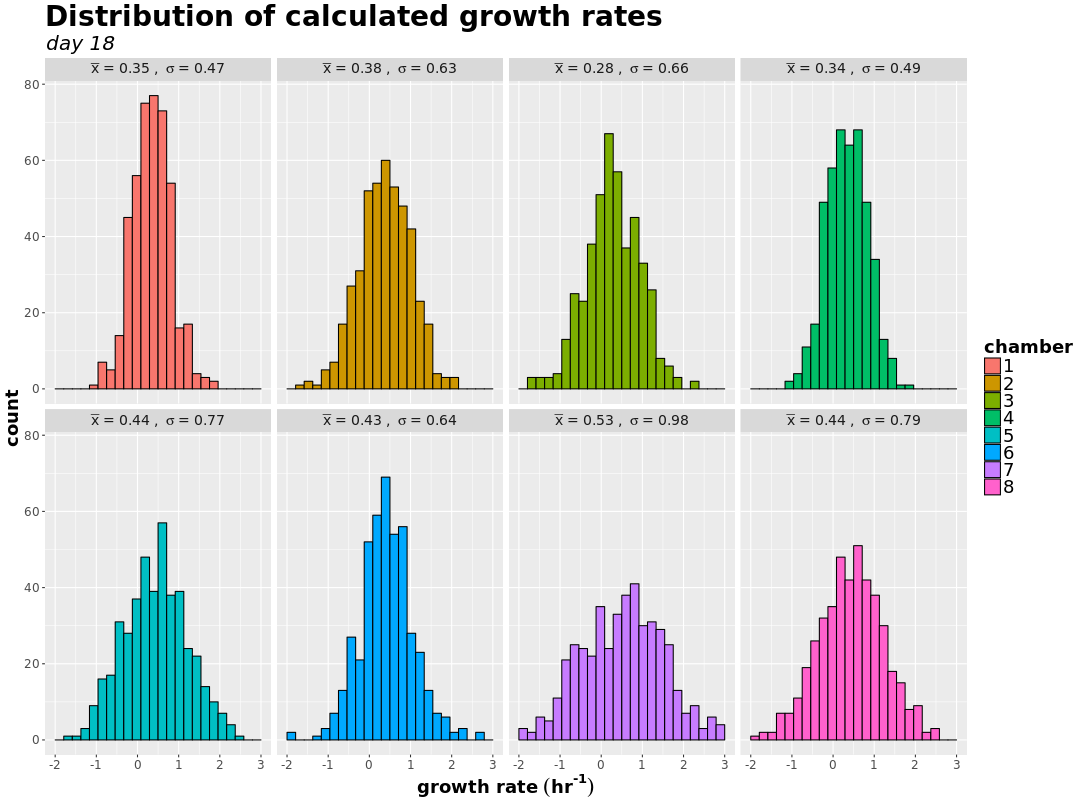 Distribution of calculated growth rates
day 18
x̅ = 0.35 , σ = 0.47
x̅ = 0.38 , σ = 0.63
x̅ = 0.28 , σ = 0.66
x̅ = 0.34 , σ = 0.49
80
60
40
20
0
x̅ = 0.44 , σ = 0.77
x̅ = 0.43 , σ = 0.64
x̅ = 0.53 , σ = 0.98
x̅ = 0.44 , σ = 0.79
80
60
40
20
0
-2 -1 0 1 2 3
-2 -1 0 1 2 3
-2 -1 0 1 2 3
-2 -1 0 1 2 3
count
growth rate (hr⁻¹)
chamber
1
2
3
4
5
6
7
8